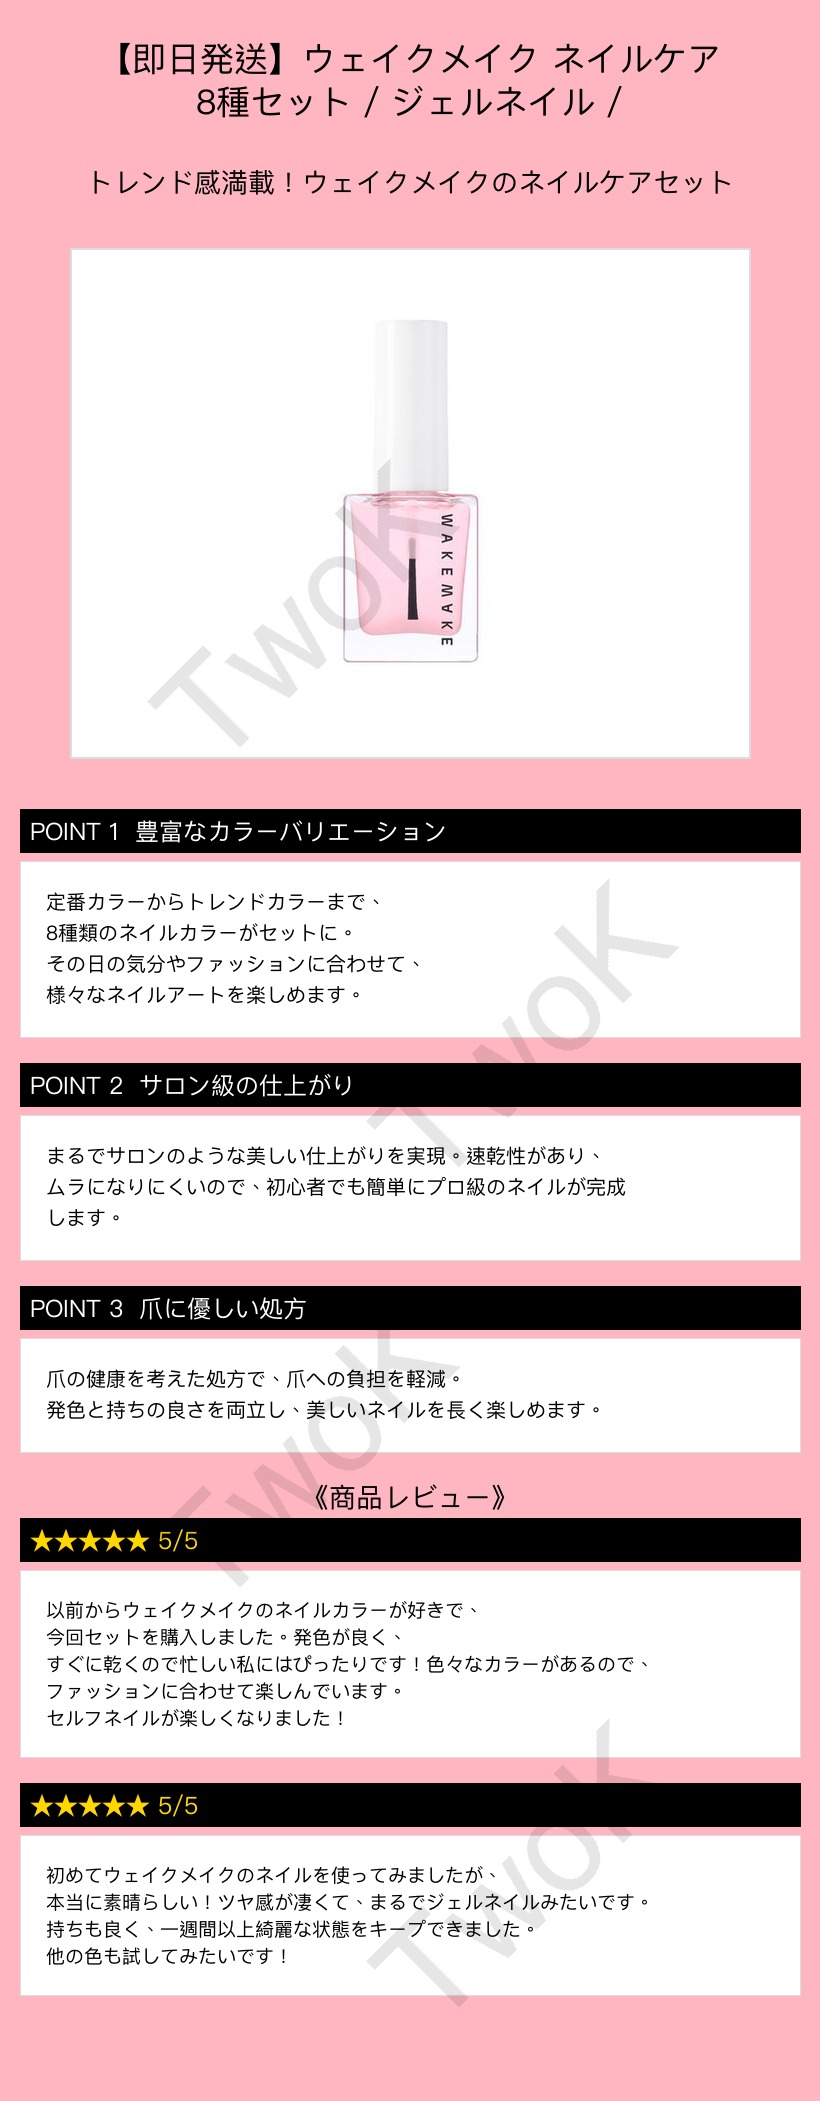 【即日発送】ウェイクメイク ネイルケア
8種セット / ジェルネイル /
トレンド感満載！ウェイクメイクのネイルケアセット
WAKEMAKE
TwoK
POINT 1 豊富なカラーバリエーション
定番カラーからトレンドカラーまで、
8種類のネイルカラーがセットに。
その日の気分やファッションに合わせて、
様々なネイルアートを楽しめます。
TwoK
POINT 2 サロン級の仕上がり
まるでサロンのような美しい仕上がりを実現。速乾性があり、
ムラになりにくいので、初心者でも簡単にプロ級のネイルが完成
します。
POINT 3 爪に優しい処方
爪の健康を考えた処方で、爪への負担を軽減。
発色と持ちの良さを両立し、美しいネイルを長く楽しめます。
TwoK
《商品レビュー》
★★★★★ 5/5
以前からウェイクメイクのネイルカラーが好きで、
今回セットを購入しました。発色が良く、
すぐに乾くので忙しい私にはぴったりです！色々なカラーがあるので、
ファッションに合わせて楽しんでいます。
セルフネイルが楽しくなりました！
★★★★★ 5/5
初めてウェイクメイクのネイルを使ってみましたが、
本当に素晴らしい！ツヤ感が凄くて、まるでジェルネイルみたいです。
持ちも良く、一週間以上綺麗な状態をキープできました。
他の色も試してみたいです！
TwoK